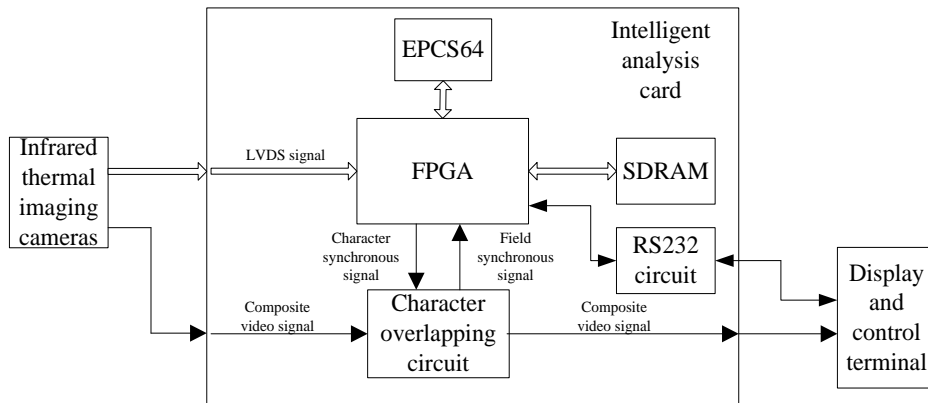 EPCS64
Intelligent
analysis
card
Infrared
thermal
imaging
cameras
LVDS signal
FPGA
SDRAM
Character
synchronous
signal
Field
synchronous
signal
RS232
circuit
Composite
video signal
Character
overlapping
circuit
Composite
video signal
Display
and
control
terminal